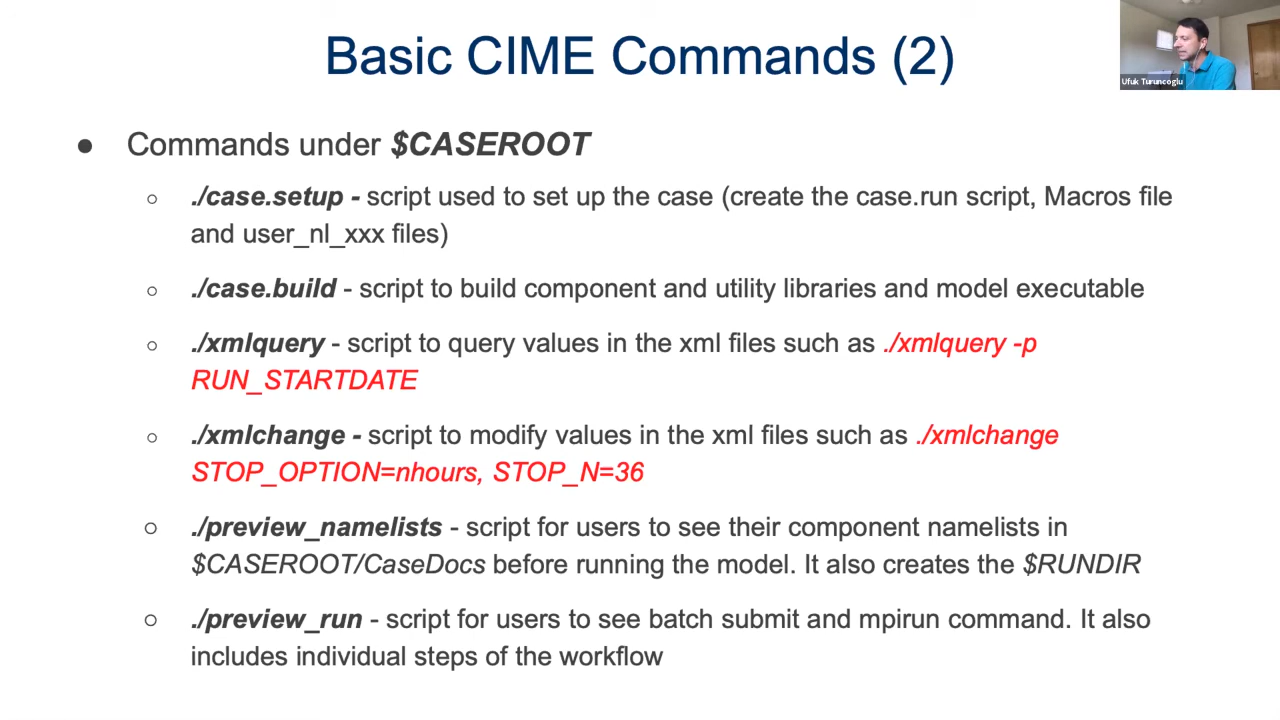 Basic CIME Commands (2)
Ufuk Turuncoglu
● Commands under $CASEROOT
○ ./case.setup - script used to set up the case (create the case.run script, Macros file
and user_nl_xxx files)
○ ./case.build - script to build component and utility libraries and model executable
○ ./xmlquery - script to query values in the xml files such as ./xmlquery -p
RUN_STARTDATE
○ ./xmlchange - script to modify values in the xml files such as ./xmlchange
STOP_OPTION=nhours, STOP_N=36
○ ./preview_namelists - script for users to see their component namelists in
$CASEROOT/CaseDocs before running the model. It also creates the $RUNDIR
○ ./preview_run - script for users to see batch submit and mpirun command. It also
includes individual steps of the workflow